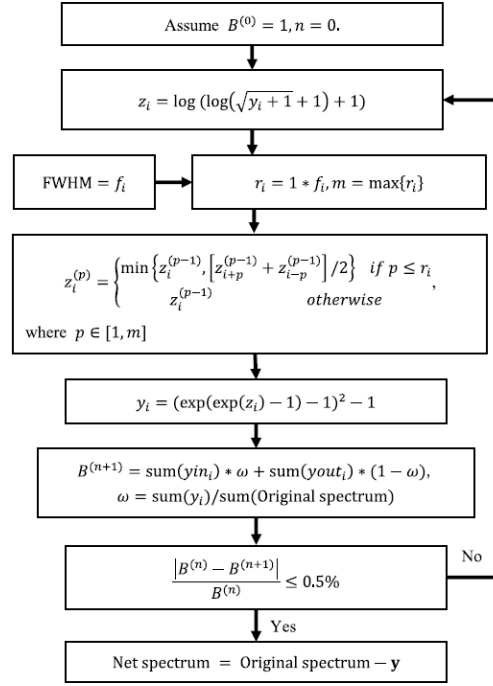 Assume B^{(0)} = 1, n = 0.
z_i = log (log(√(y_i + 1) + 1) + 1)
FWHM = f_i
r_i = 1 * f_i, m = max{r_i}
z_i^{(p)} = { min { z_i^{(p−1)}, [ z_{i+p}^{(p−1)} + z_{i−p}^{(p−1)} ] /2 } if p ≤ r_i
z_i^{(p−1)} otherwise ,
where p ∈ [1, m]
y_i = (exp(exp(z_i) − 1) − 1)^2 − 1
B^{(n+1)} = sum(yin_i) * ω + sum(yout_i) * (1 − ω),
ω = sum(y_i)/sum(Original spectrum)
|B^{(n)} − B^{(n+1)}| / B^{(n)} ≤ 0.5%
No
Yes
Net spectrum = Original spectrum − y